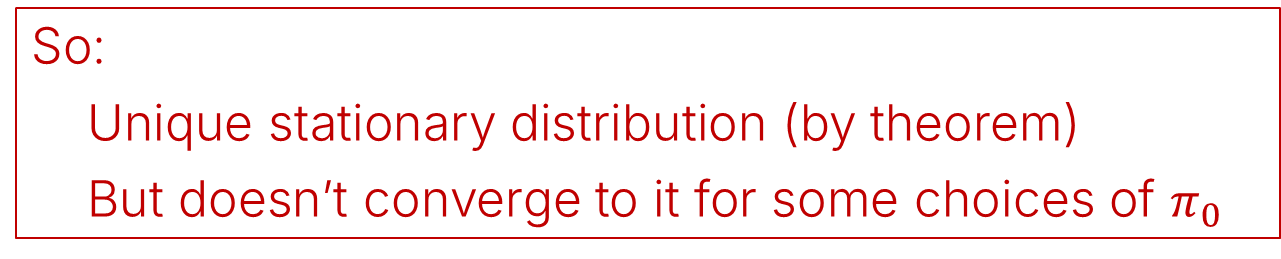 So:
Unique stationary distribution (by theorem)
But doesn’t converge to it for some choices of π₀